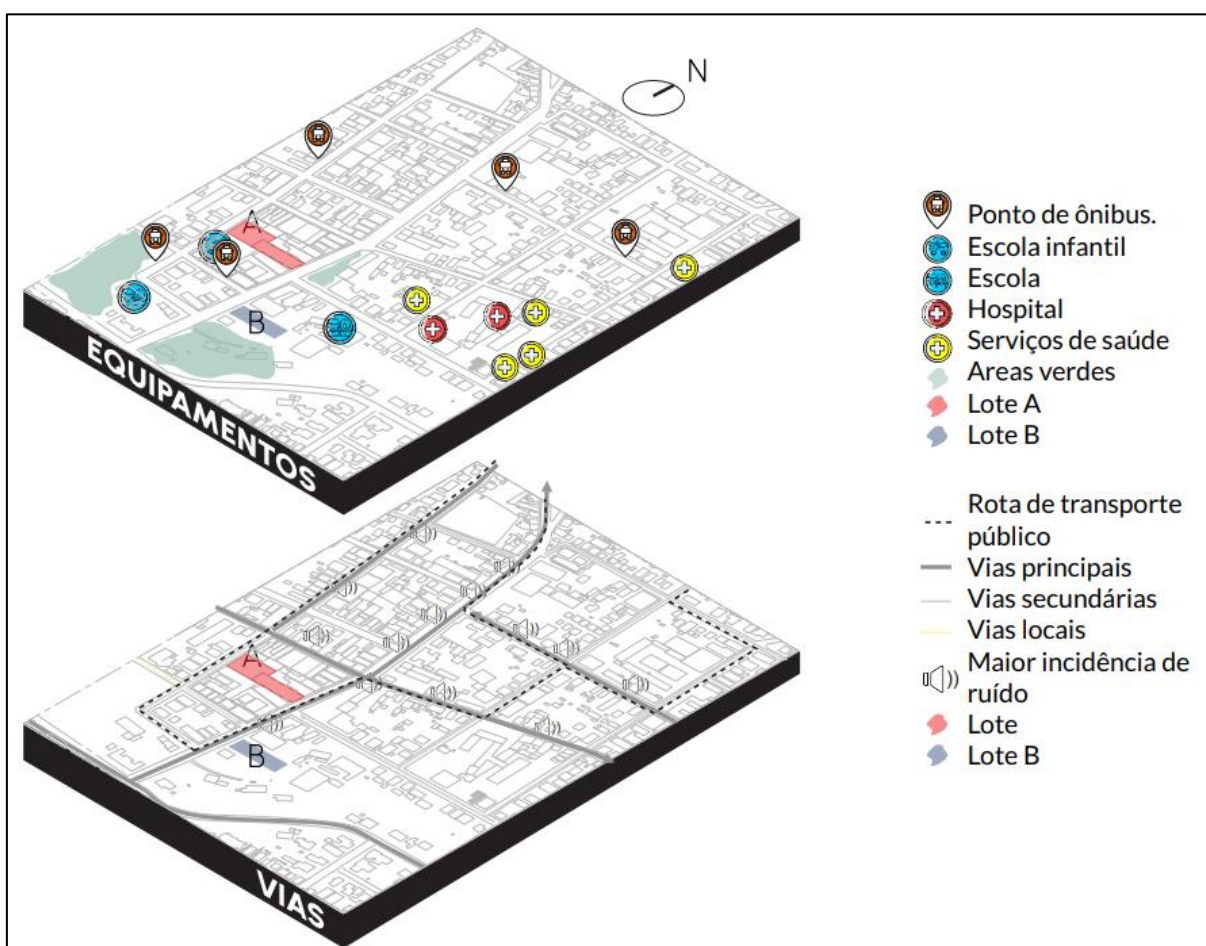 N
A
B
EQUIPAMENTOS
Ponto de ônibus.
Escola infantil
Escola
Hospital
Serviços de saúde
Areas verdes
Lote A
Lote B
A
B
VIAS
Rota de transporte
público
Vias principais
Vias secundárias
Vias locais
Maior incidência de
ruído
Lote
Lote B